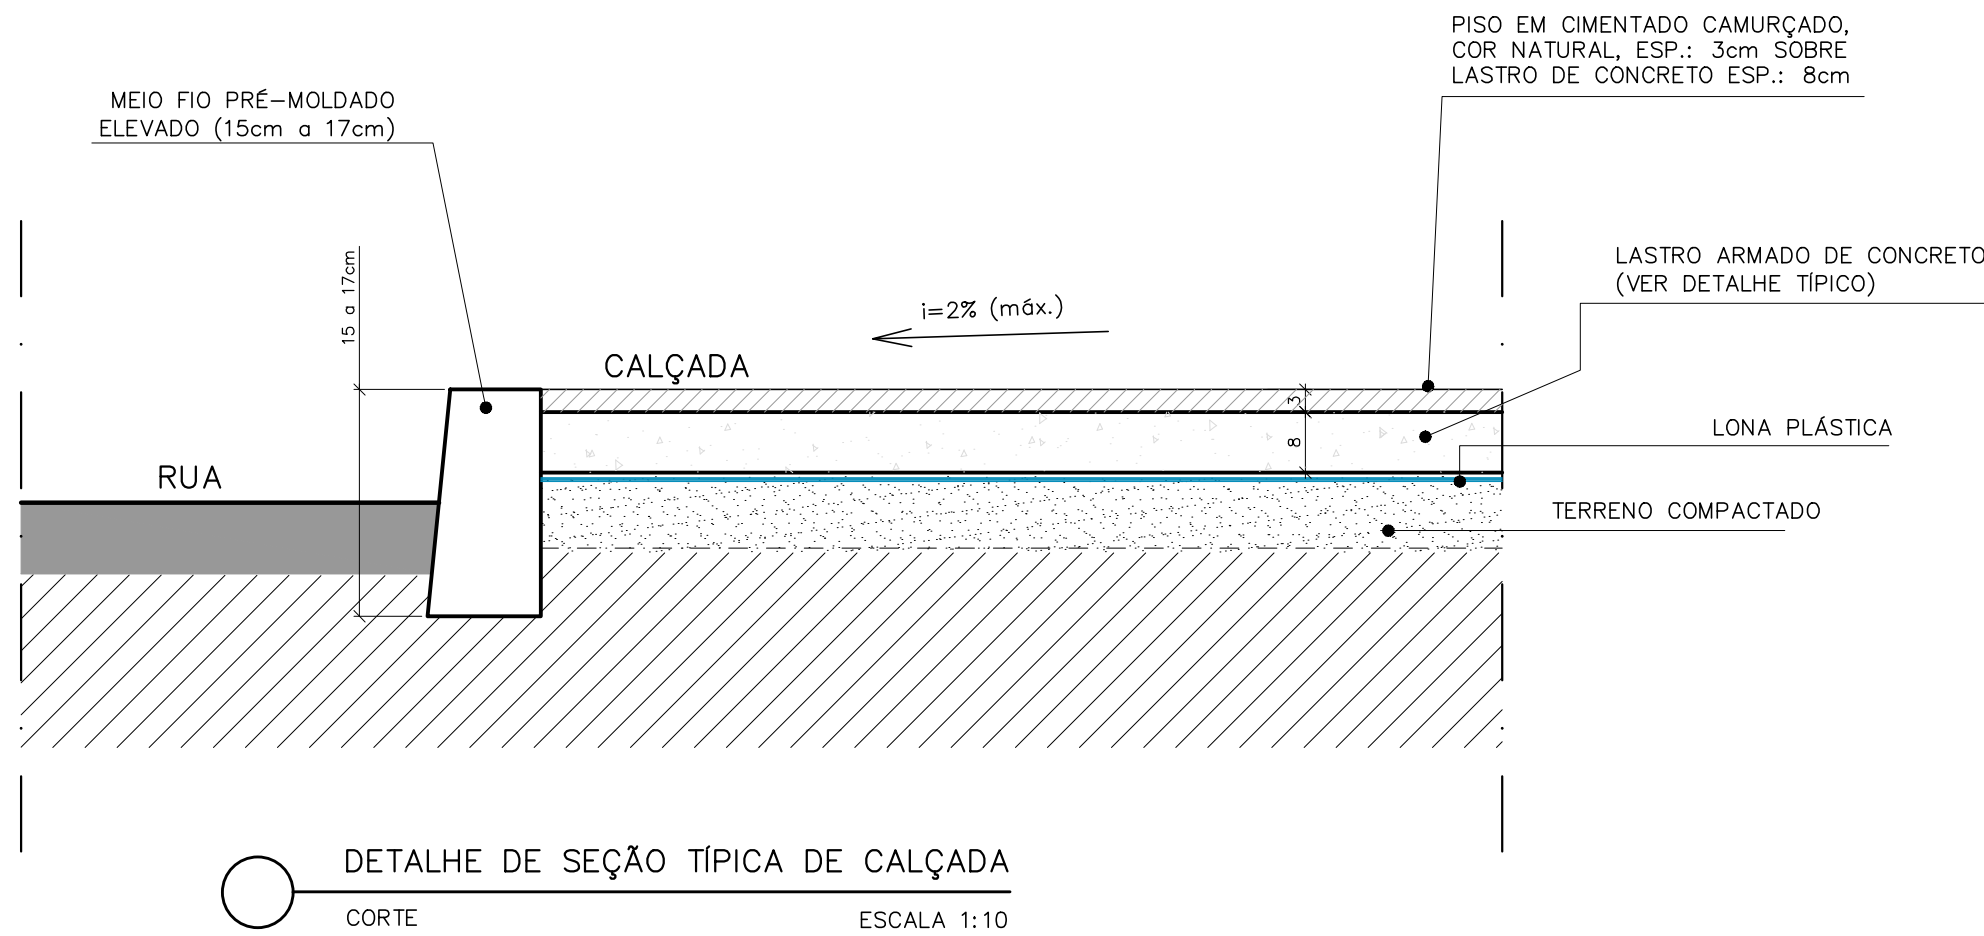 PISO EM CIMENTADO CAMURÇADO,
COR NATURAL, ESP.: 3cm SOBRE
LASTRO DE CONCRETO ESP.: 8cm
MEIO FIO PRÉ-MOLDADO
ELEVADO (15cm a 17cm)
LASTRO ARMADO DE CONCRETO
(VER DETALHE TÍPICO)
15 a 17cm
i=2% (máx.)
CALÇADA
3
8
LONA PLÁSTICA
RUA
TERRENO COMPACTADO
DETALHE DE SEÇÃO TÍPICA DE CALÇADA
CORTE
ESCALA 1:10